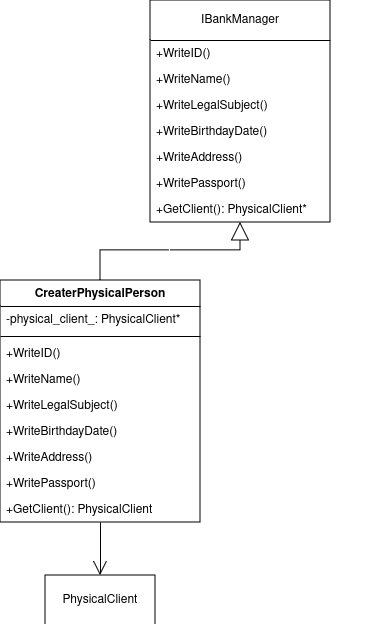 IBankManager
+WriteID()
+WriteName()
+WriteLegalSubject()
+WriteBirthdayDate()
+WriteAddress()
+WritePassport()
+GetClient(): PhysicalClient*
CreaterPhysicalPerson
-physical_client_: PhysicalClient*
+WriteID()
+WriteName()
+WriteLegalSubject()
+WriteBirthdayDate()
+WriteAddress()
+WritePassport()
+GetClient(): PhysicalClient
PhysicalClient